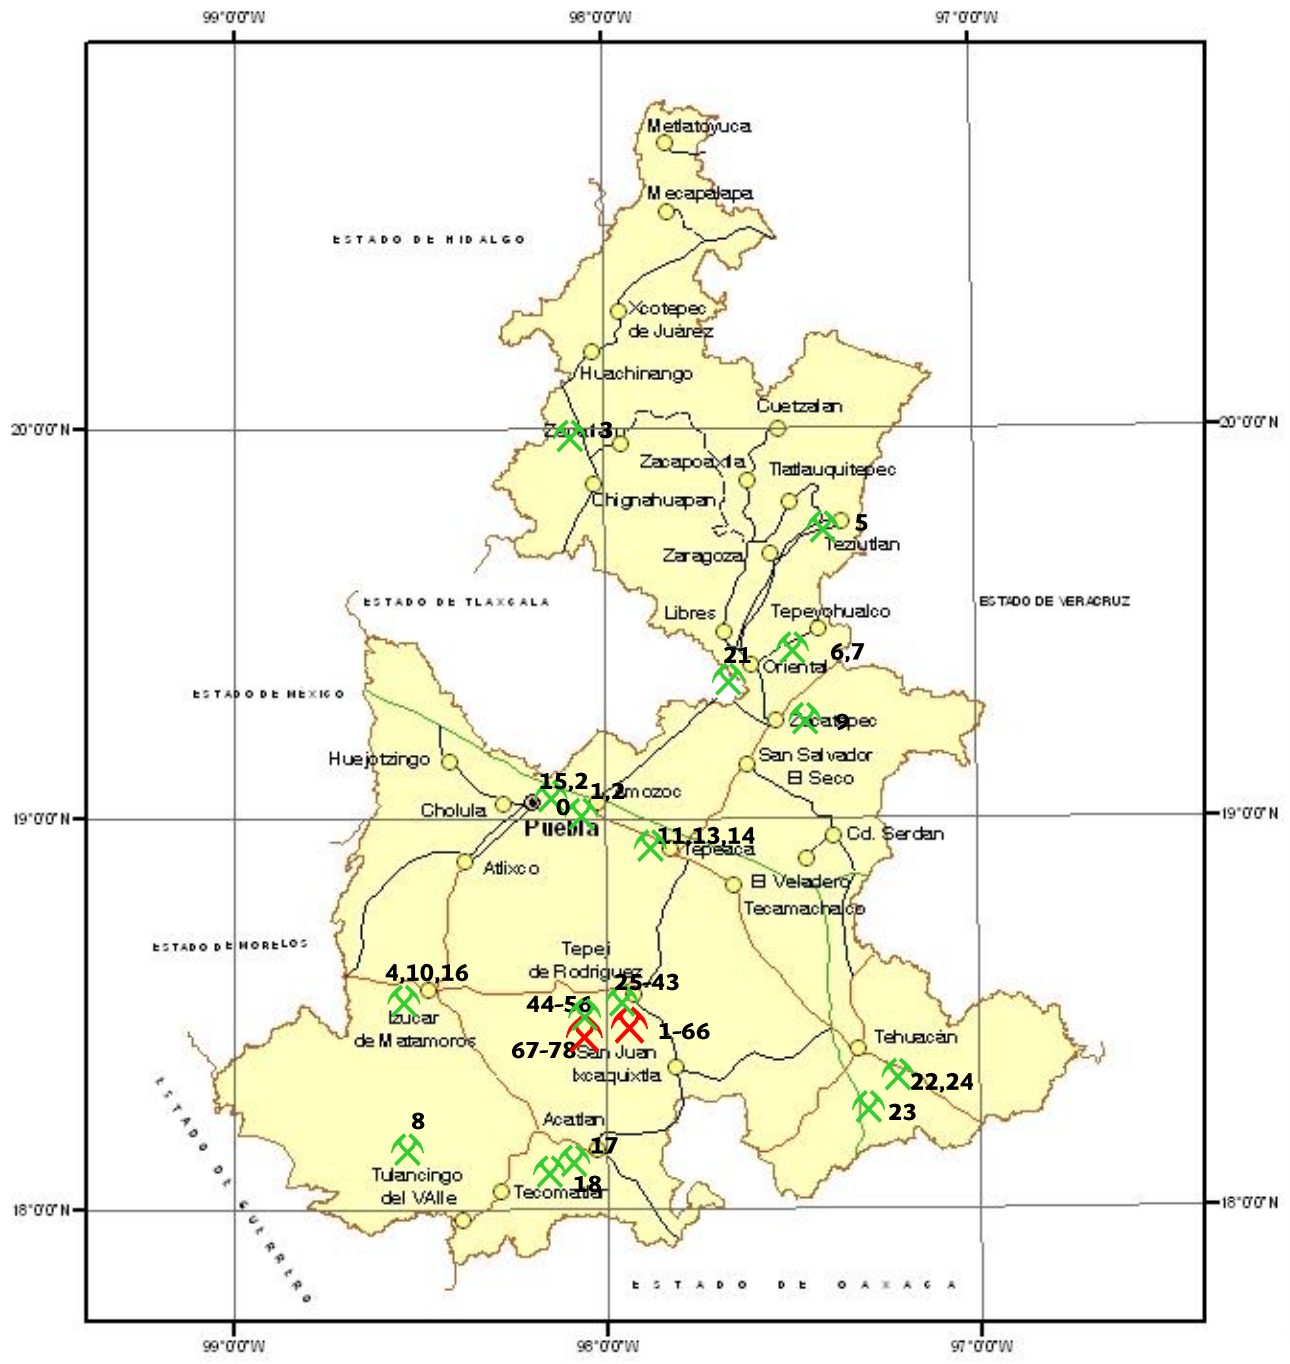 99°0'0"W 98°0'0"W 97°0'0"W
Metlatoyuca
Mecapalapa
ESTADO DE HIDALGO
Xcotepec
de Juárez
Huachinango
Cuetzalan
20°0'0"N 3 20°0'0"N
Zacapoaxtla Tlatlauquitepec
Chignahuapan
5
Teziutlan
Zaragoza
ESTADO DE TLAXCALA
ESTADO DE VERACRUZ
Libres Tepeyohualco
21 6,7
Oriental
ESTADO DE MEXICO
Zacatepec 9
San Salvador
El Seco
Huejotzingo
15,2
0
1,2 Amozoc
Cholula
19°0'0"N 19°0'0"N
Puebla
11,13,14
Cd. Serdan
Tepeaca
Atlixco
El Veladero
Tecamachalco
ESTADO DE MORELOS
Tepeji
de Rodriguez
4,10,16
25-43
44-56
Izucar
de Matamoros
1-66
67-78 San Juan
Ixcaquixtla
Tehuacán
22,24
23
8
Acatlan
17
Tulancingo
del VAlle
18
Tecomatlan
18°0'0"N 18°0'0"N
ESTADO DE GUERRERO
ESTADO DE OAXACA
99°0'0"W 98°0'0"W 97°0'0"W